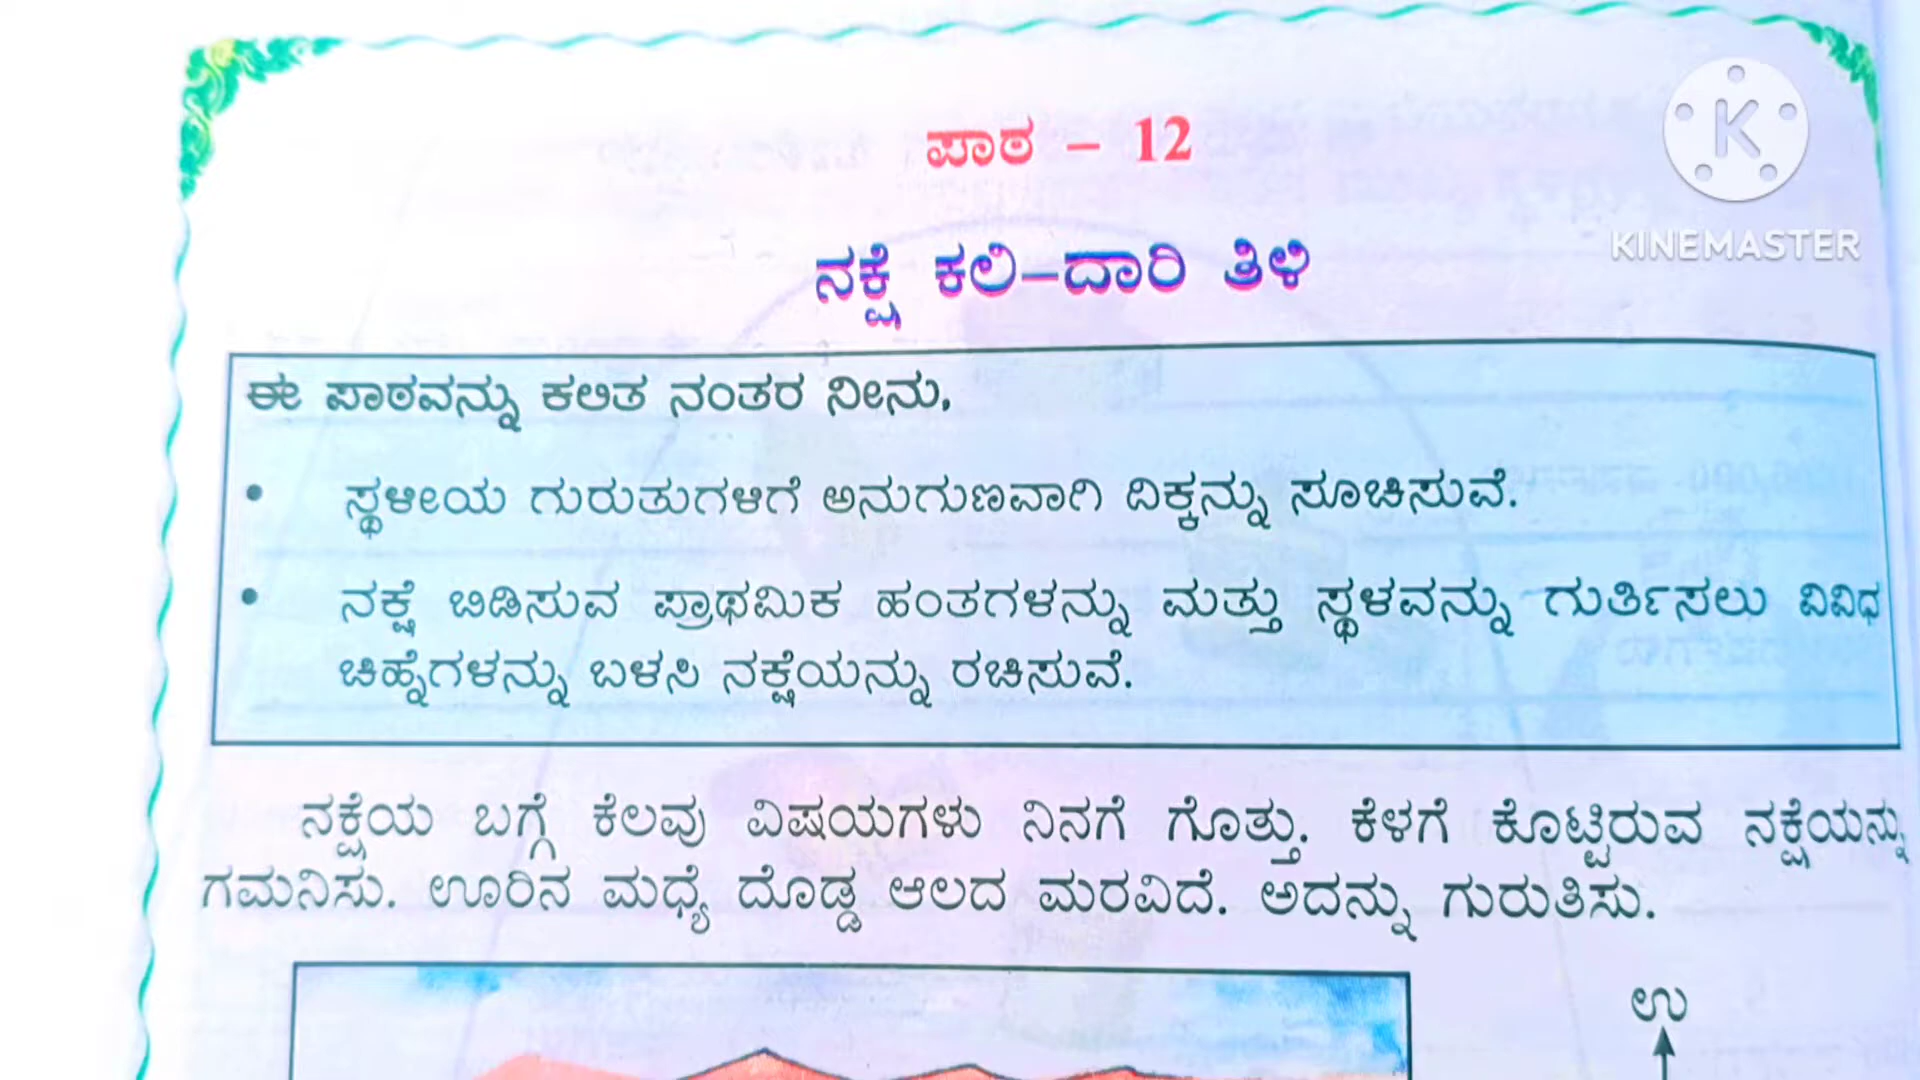 ಪಾಠ – 12
KINEMASTER
ನಕ್ಷೆ ಕಲಿ–ದಾರಿ ತಿಳಿ
ಈ ಪಾಠವನ್ನು ಕಲಿತ ನಂತರ ನೀನು,
• ಸ್ಥಳೀಯ ಗುರುತುಗಳಿಗೆ ಅನುಗುಣವಾಗಿ ದಿಕ್ಕನ್ನು ಸೂಚಿಸುವೆ.
• ನಕ್ಷೆ ಬಿಡಿಸುವ ಪ್ರಾಥಮಿಕ ಹಂತಗಳನ್ನು ಮತ್ತು ಸ್ಥಳವನ್ನು ಗುರ್ತಿಸಲು ವಿವಿಧ
ಚಿಹ್ನೆಗಳನ್ನು ಬಳಸಿ ನಕ್ಷೆಯನ್ನು ರಚಿಸುವೆ.
ನಕ್ಷೆಯ ಬಗ್ಗೆ ಕೆಲವು ವಿಷಯಗಳು ನಿನಗೆ ಗೊತ್ತು. ಕೆಳಗೆ ಕೊಟ್ಟಿರುವ ನಕ್ಷೆಯನ್ನು
ಗಮನಿಸು. ಊರಿನ ಮಧ್ಯೆ ದೊಡ್ಡ ಆಲದ ಮರವಿದೆ. ಅದನ್ನು ಗುರುತಿಸು.
ಉ